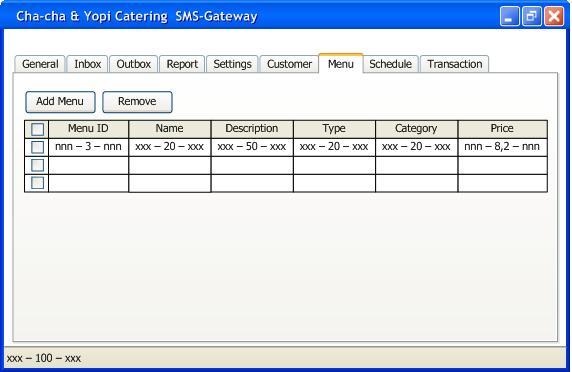 Cha-cha & Yopi Catering SMS-Gateway
General Inbox Outbox Report Settings Customer Menu Schedule Transaction
Add Menu Remove
Menu ID Name Description Type Category Price
nnn – 3 – nnn xxx – 20 – xxx xxx – 50 – xxx xxx – 20 – xxx xxx – 20 – xxx nnn – 8,2 – nnn
xxx – 100 – xxx